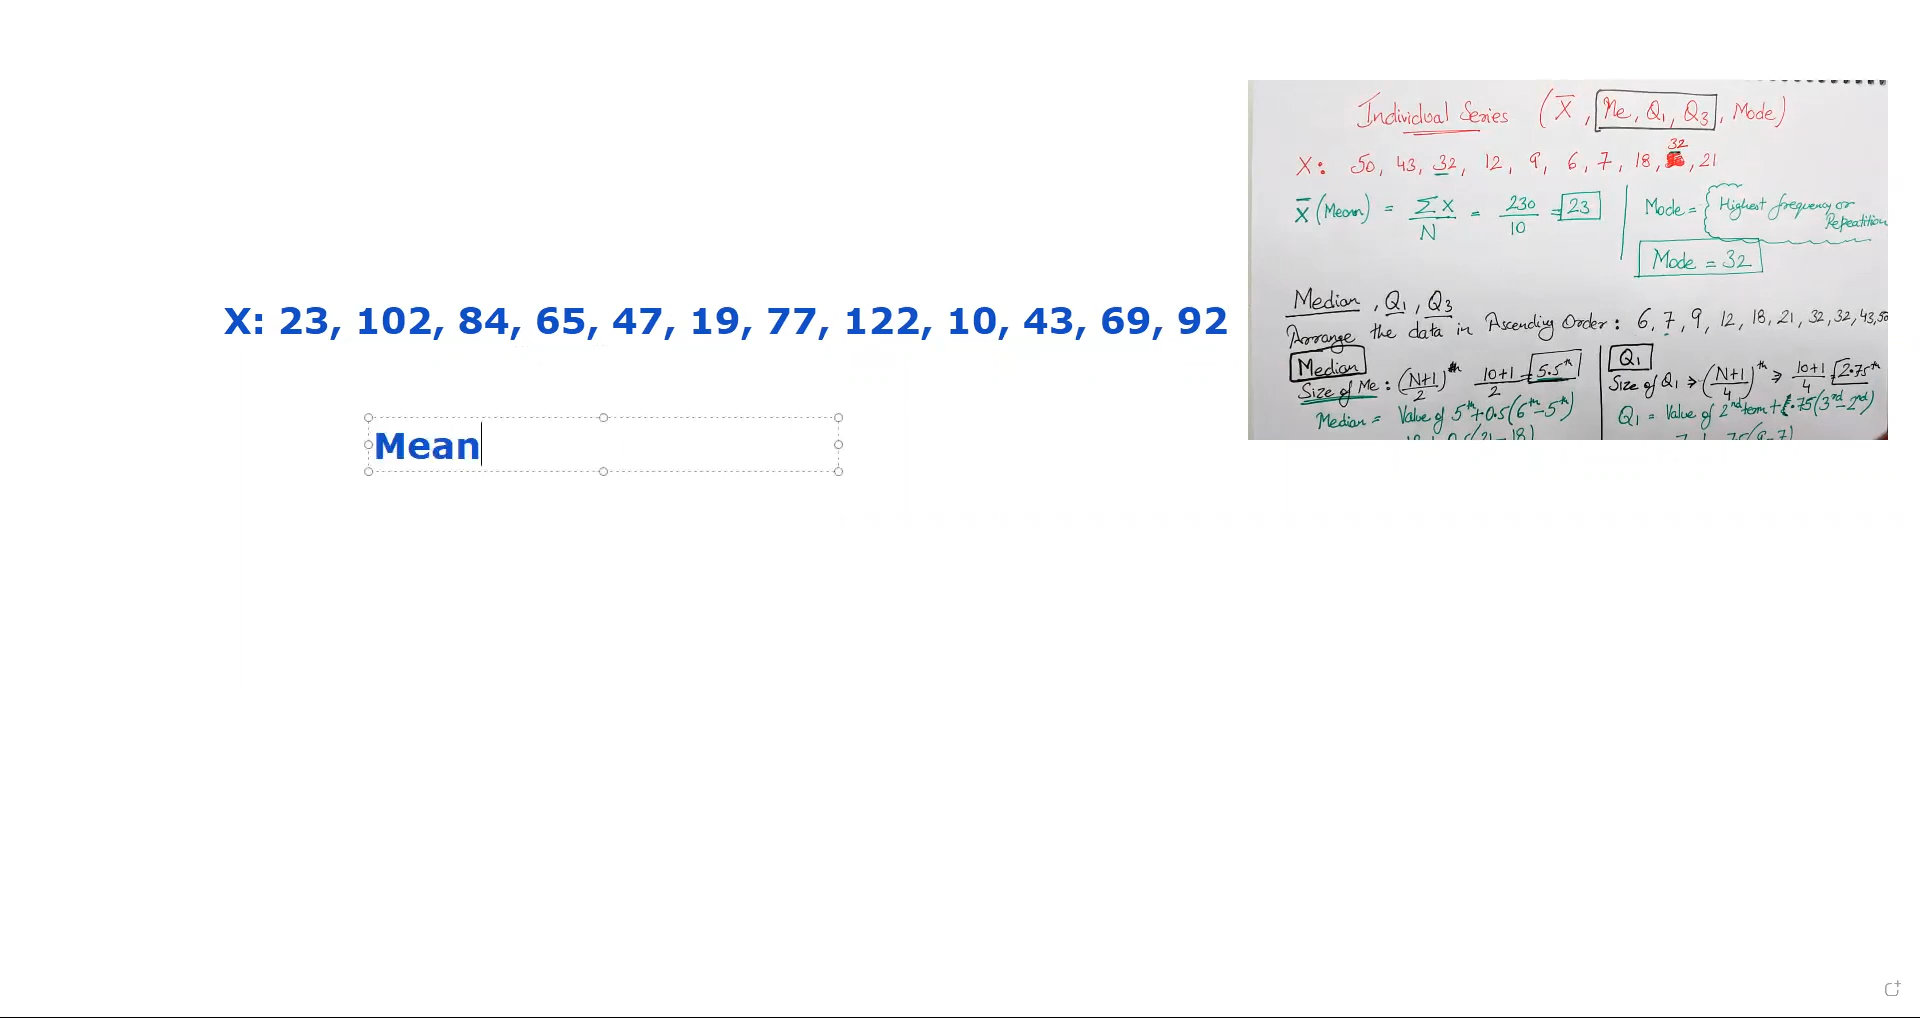 X: 23, 102, 84, 65, 47, 19, 77, 122, 10, 43, 69, 92
Mean
Individual Series (X̅, Me, Q₁, Q₃, Mode)
32
X: 50, 43, 32, 12, 9, 6, 7, 18, , 21
X̅ (Mean) = ΣX/N = 230/10 = 23
Mode = {Highest frequency or
Repeatition
Mode = 32
Median, Q₁, Q₃
Arrange the data in Ascending Order: 6, 7, 9, 12, 18, 21, 32, 32, 43, 50
Median
Size of Me: (N+1/2)ᵗʰ 10+1/2 = 5.5ᵗʰ
Median = Value of 5ᵗʰ+0.5(6ᵗʰ–5ᵗʰ)
Q₁
Size of Q₁ → (N+1/4)ᵗʰ → 10+1/4 = 2.75ᵗʰ
Q₁ = Value of 2ⁿᵈ term + .75(3ʳᵈ–2ⁿᵈ)